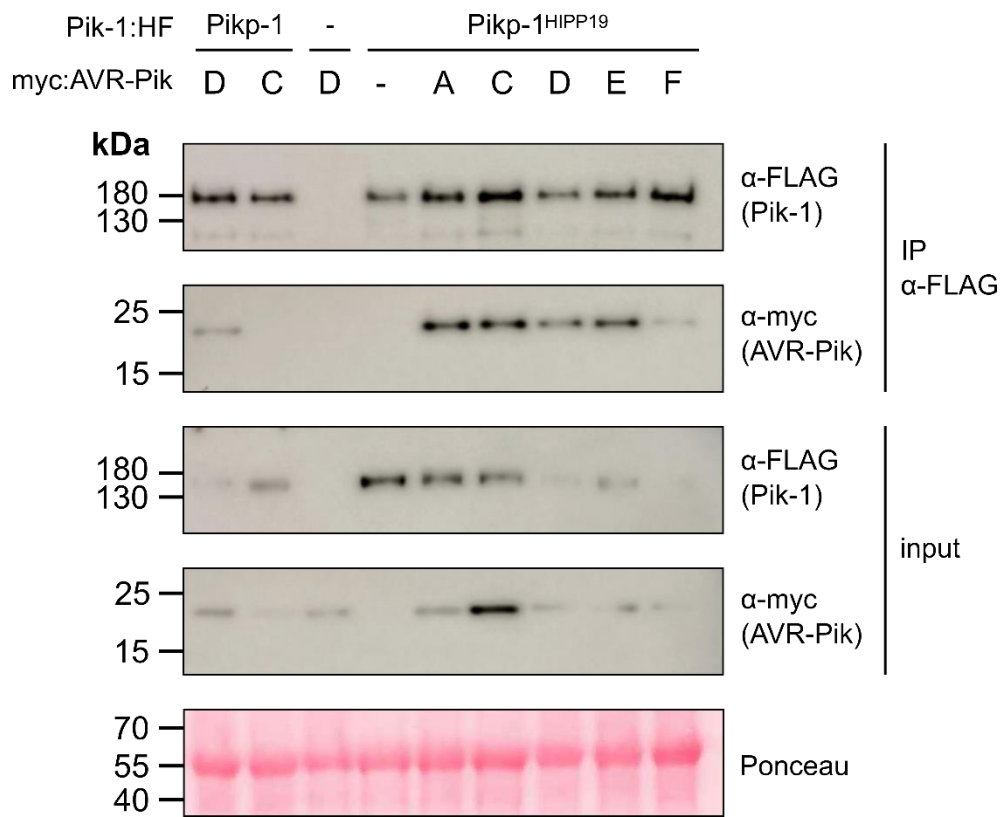 Pik-1:HF Pikp-1 - Pikp-1HIPP19
myc:AVR-Pik D C D - A C D E F
kDa
180
130
α-FLAG
(Pik-1)
25
15
α-myc
(AVR-Pik)
IP
α-FLAG
180
130
α-FLAG
(Pik-1)
25
15
α-myc
(AVR-Pik)
input
70
55
40
Ponceau